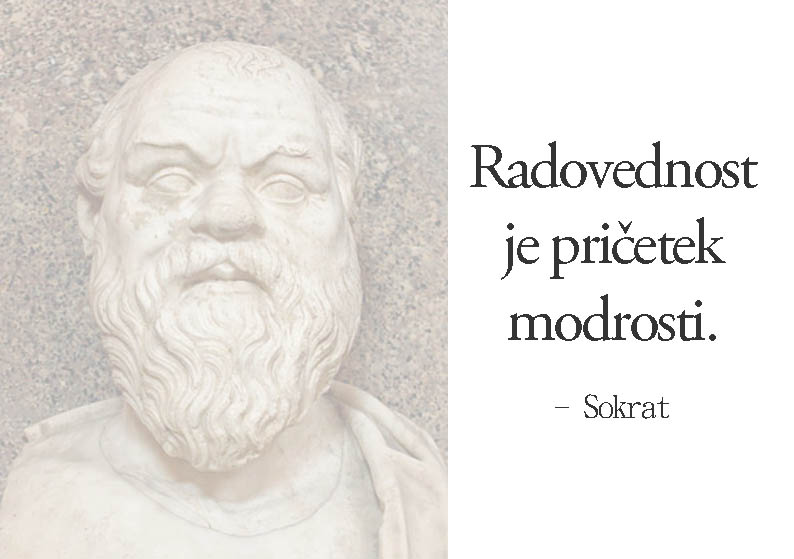 Radovednost
je pričetek
modrosti.
– Sokrat